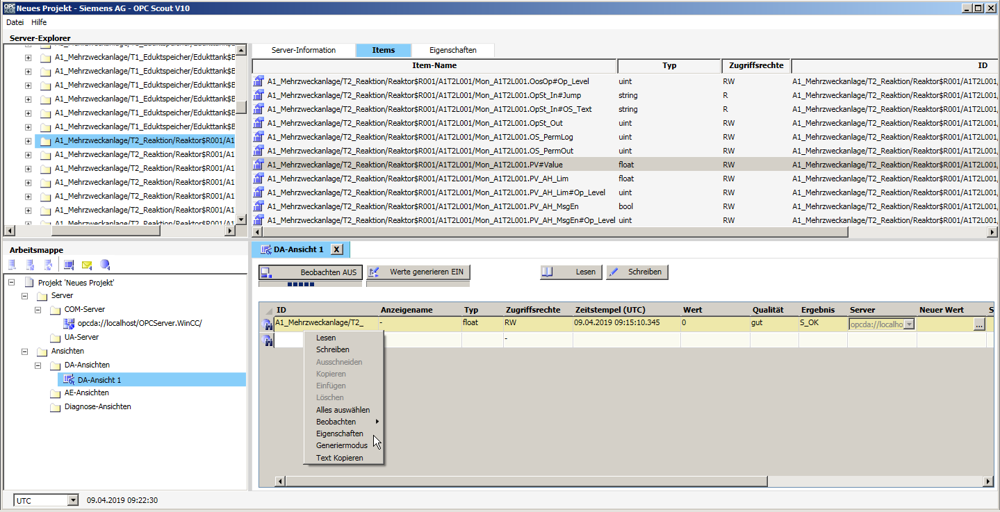 Neues Projekt - Siemens AG - OPC Scout V10
Datei Hilfe
Server-Explorer
A1_Mehrzweckanlage/T1_Eduktspeicher/Edukttank$B
A1_Mehrzweckanlage/T1_Eduktspeicher/Edukttank$B
A1_Mehrzweckanlage/T1_Eduktspeicher/Edukttank$B
A1_Mehrzweckanlage/T1_Eduktspeicher/Edukttank$B
A1_Mehrzweckanlage/T1_Eduktspeicher/Edukttank$B
A1_Mehrzweckanlage/T1_Eduktspeicher/Edukttank$B
A1_Mehrzweckanlage/T2_Reaktion/Reaktor$R001/A1
A1_Mehrzweckanlage/T2_Reaktion/Reaktor$R001/A1
A1_Mehrzweckanlage/T2_Reaktion/Reaktor$R001/A1
A1_Mehrzweckanlage/T2_Reaktion/Reaktor$R001/A1
A1_Mehrzweckanlage/T2_Reaktion/Reaktor$R001/A1
A1_Mehrzweckanlage/T2_Reaktion/Reaktor$R001/A1
A1_Mehrzweckanlage/T2_Reaktion/Reaktor$R001/A1
Server-Information Items Eigenschaften
Item-Name Typ Zugriffsrechte ID
A1_Mehrzweckanlage/T2_Reaktion/Reaktor$R001/A1T2L001/Mon_A1T2L001.OosOp#Op_Level uint RW A1_Mehrzweckanlage/T2_Reaktion/Reaktor$R001/A1T2L001,
A1_Mehrzweckanlage/T2_Reaktion/Reaktor$R001/A1T2L001/Mon_A1T2L001.OpSt_In#Jump string R A1_Mehrzweckanlage/T2_Reaktion/Reaktor$R001/A1T2L001,
A1_Mehrzweckanlage/T2_Reaktion/Reaktor$R001/A1T2L001/Mon_A1T2L001.OpSt_In#OS_Text string R A1_Mehrzweckanlage/T2_Reaktion/Reaktor$R001/A1T2L001,
A1_Mehrzweckanlage/T2_Reaktion/Reaktor$R001/A1T2L001/Mon_A1T2L001.OpSt_Out uint RW A1_Mehrzweckanlage/T2_Reaktion/Reaktor$R001/A1T2L001,
A1_Mehrzweckanlage/T2_Reaktion/Reaktor$R001/A1T2L001/Mon_A1T2L001.OS_PermLog uint RW A1_Mehrzweckanlage/T2_Reaktion/Reaktor$R001/A1T2L001,
A1_Mehrzweckanlage/T2_Reaktion/Reaktor$R001/A1T2L001/Mon_A1T2L001.OS_PermOut uint RW A1_Mehrzweckanlage/T2_Reaktion/Reaktor$R001/A1T2L001,
A1_Mehrzweckanlage/T2_Reaktion/Reaktor$R001/A1T2L001/Mon_A1T2L001.PV#Value float RW A1_Mehrzweckanlage/T2_Reaktion/Reaktor$R001/A1T2L001,
A1_Mehrzweckanlage/T2_Reaktion/Reaktor$R001/A1T2L001/Mon_A1T2L001.PV_AH_Lim float RW A1_Mehrzweckanlage/T2_Reaktion/Reaktor$R001/A1T2L001,
A1_Mehrzweckanlage/T2_Reaktion/Reaktor$R001/A1T2L001/Mon_A1T2L001.PV_AH_Lim#Op_Level uint RW A1_Mehrzweckanlage/T2_Reaktion/Reaktor$R001/A1T2L001,
A1_Mehrzweckanlage/T2_Reaktion/Reaktor$R001/A1T2L001/Mon_A1T2L001.PV_AH_MsgEn bool RW A1_Mehrzweckanlage/T2_Reaktion/Reaktor$R001/A1T2L001,
A1_Mehrzweckanlage/T2_Reaktion/Reaktor$R001/A1T2L001/Mon_A1T2L001.PV_AH_MsgEn#Op_Level uint RW A1_Mehrzweckanlage/T2_Reaktion/Reaktor$R001/A1T2L001,
Arbeitsmappe
Projekt 'Neues Projekt'
Server
COM-Server
opcda://localhost/OPCServer.WinCC/
UA-Server
Ansichten
DA-Ansichten
DA-Ansicht 1
AE-Ansichten
Diagnose-Ansichten
DA-Ansicht 1 X
Beobachten AUS Werte generieren EIN Lesen Schreiben
ID Anzeigename Typ Zugriffsrechte Zeitstempel (UTC) Wert Qualität Ergebnis Server Neuer Wert S
A1_Mehrzweckanlage/T2_ - float RW 09.04.2019 09:15:10.345 0 gut S_OK opcda://localho ...
-
Lesen
Schreiben
Ausschneiden
Kopieren
Einfügen
Löschen
Alles auswählen
Beobachten
Eigenschaften
Generiermodus
Text Kopieren
UTC 09.04.2019 09:22:30